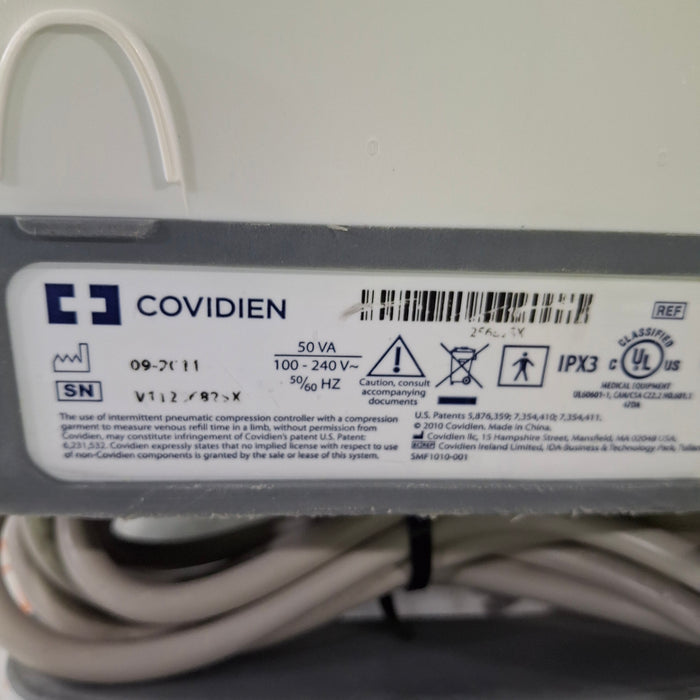 COVIDIEN
REF
09-2011
50 VA
100 - 240 V~
50/60 HZ
Caution, consult
accompanying
documents
IPX3
CLASSIFIED
C UL US
MEDICAL EQUIPMENT
SN
The use of intermittent pneumatic compression controller with a compression
garment to measure venous refill time in a limb, without permission from
Covidien, may constitute infringement of Covidien's patent U.S. Patent:
6,231,532. Covidien expressly states that no implied license with respect to use
of non-Covidien components is granted by the sale or lease of this system.
U.S. Patents 5,876,359; 7,354,410; 7,354,411.
© 2010 Covidien. Made in China.
Covidien llc, 15 Hampshire Street, Mansfield, MA 02048 USA.
EC REP Covidien Ireland Limited, IDA Business & Technology Park,
SMF1010-001